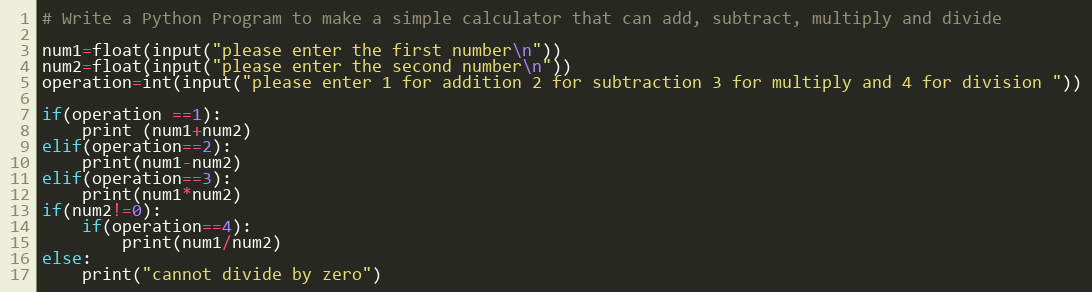 1 # Write a Python Program to make a simple calculator that can add, subtract, multiply and divide
2
3 num1=float(input("please enter the first number\n"))
4 num2=float(input("please enter the second number\n"))
5 operation=int(input("please enter 1 for addition 2 for subtraction 3 for multiply and 4 for division "))
6
7 if(operation ==1):
8     print (num1+num2)
9 elif(operation==2):
10     print(num1-num2)
11 elif(operation==3):
12     print(num1*num2)
13 if(num2!=0):
14     if(operation==4):
15         print(num1/num2)
16 else:
17     print("cannot divide by zero")